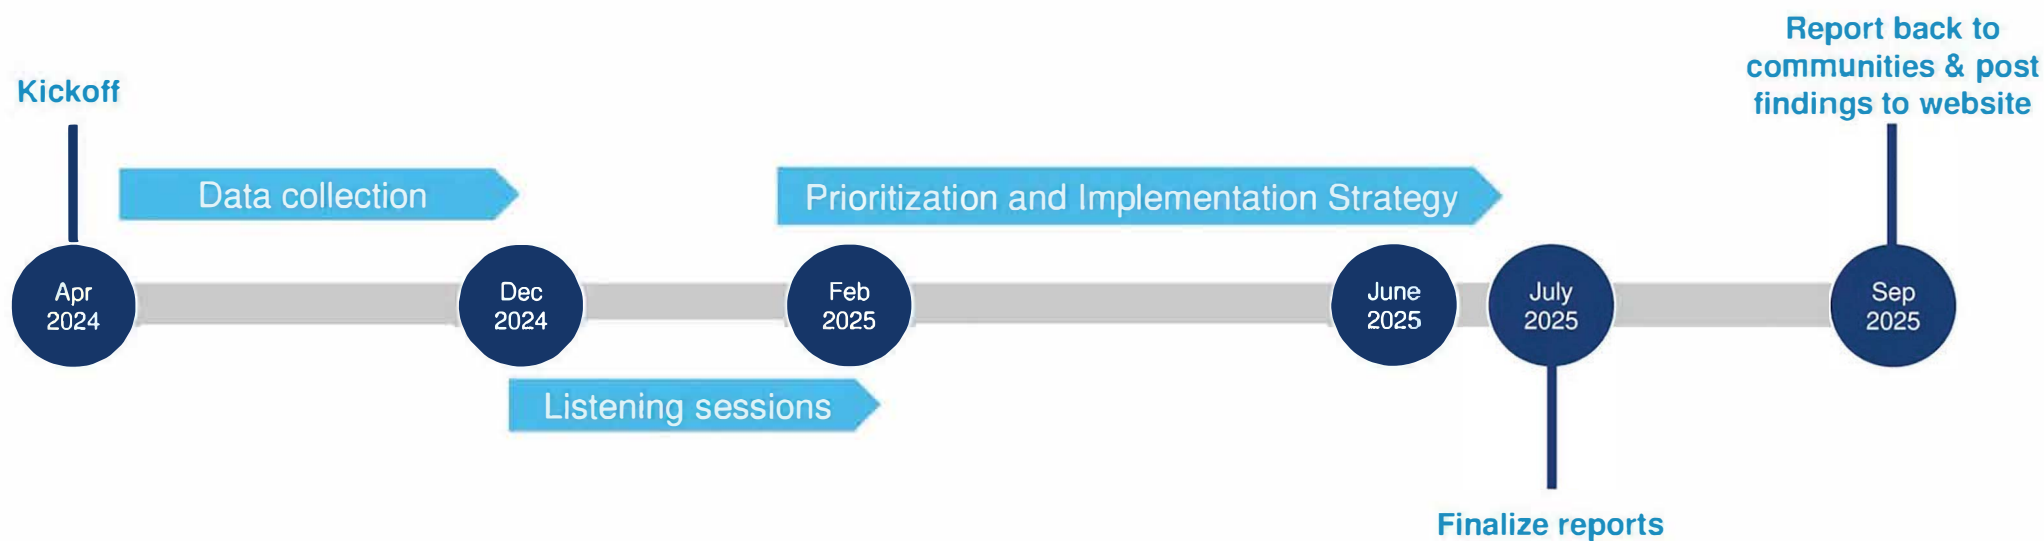 Report back to
communities & post
findings to website
Kickoff
Data collection
Prioritization and Implementation Strategy
Apr
2024
Dec
2024
Feb
2025
June
2025
July
2025
Sep
2025
Listening sessions
Finalize reports